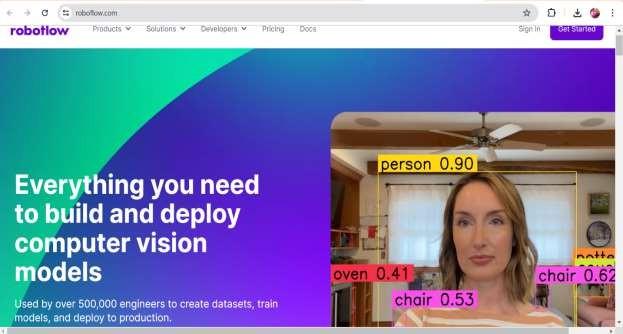 roboflow.com
roboflow Products Solutions Developers Pricing Docs Sign In Get Started
Everything you need
to build and deploy
computer vision
models
Used by over 500,000 engineers to create datasets, train
models, and deploy to production.
person 0.90
oven 0.41
chair 0.53
chair 0.62